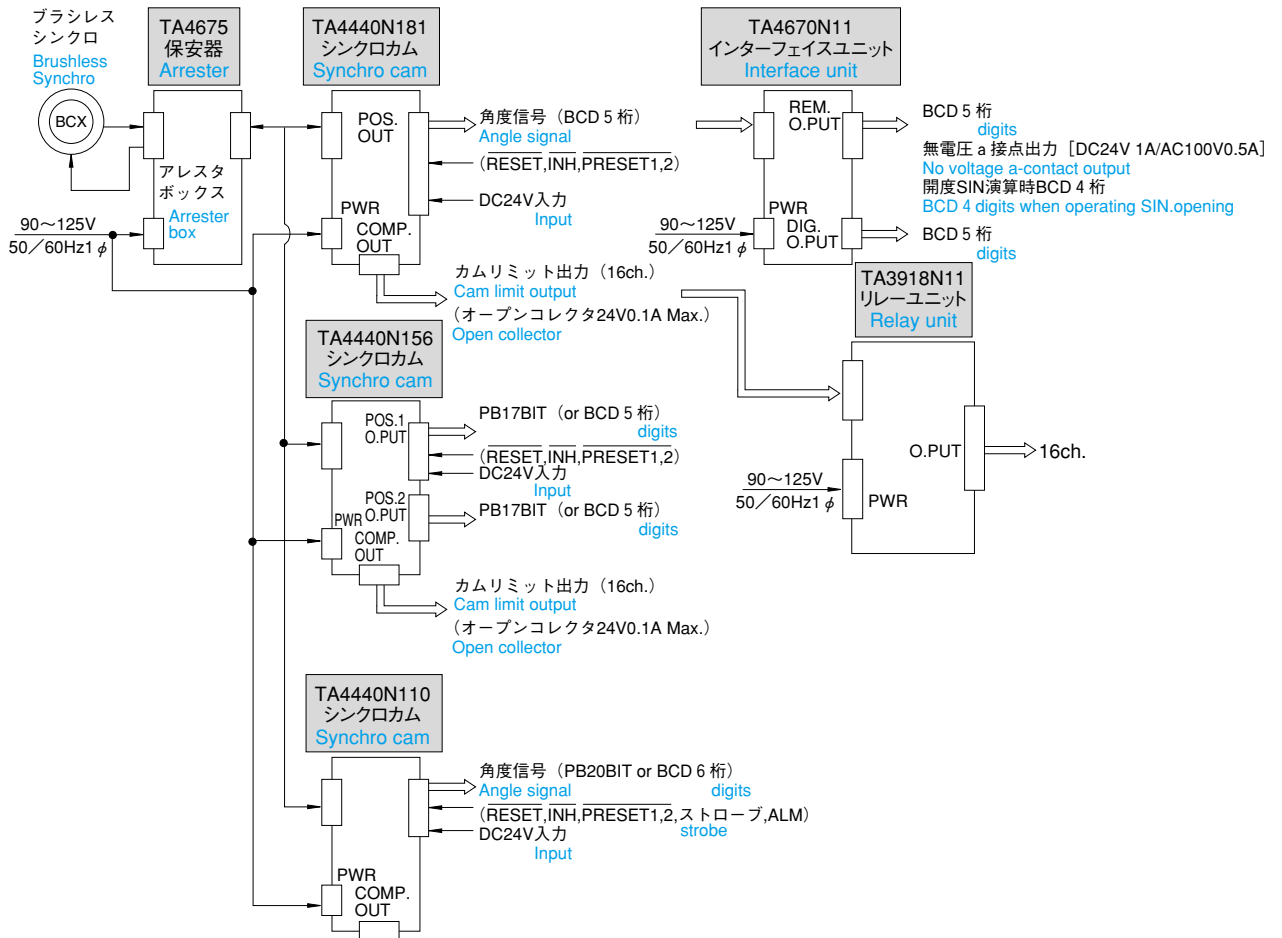 ブラシレス
シンクロ
Brushless
Synchro
BCX
TA4675
保安器
Arrester
アレスタ
ボックス
Arrester
box
90～125V
50／60Hz1φ
TA4440N181
シンクロカム
Synchro cam
POS.
OUT
PWR
COMP.
OUT
角度信号（BCD 5 桁）
Angle signal
(RESET,INH,PRESET1,2)
DC24V入力
Input
カムリミット出力（16ch.）
Cam limit output
（オープンコレクタ24V0.1A Max.）
Open collector
TA4440N156
シンクロカム
Synchro cam
POS.1
O.PUT
POS.2
O.PUT
PWR
COMP.
OUT
PB17BIT（or BCD 5 桁）
digits
(RESET,INH,PRESET1,2)
DC24V入力
Input
PB17BIT（or BCD 5 桁）
digits
カムリミット出力（16ch.）
Cam limit output
（オープンコレクタ24V0.1A Max.）
Open collector
TA4440N110
シンクロカム
Synchro cam
PWR
COMP.
OUT
角度信号（PB20BIT or BCD 6 桁）
Angle signal digits
(RESET,INH,PRESET1,2,ストローブ,ALM)
strobe
DC24V入力
Input
TA4670N11
インターフェイスユニット
Interface unit
REM.
O.PUT
PWR
DIG.
O.PUT
90～125V
50／60Hz1φ
BCD 5 桁
digits
無電圧 a 接点出力［DC24V 1A/AC100V0.5A］
No voltage a-contact output
開度SIN演算時BCD 4 桁
BCD 4 digits when operating SIN.opening
BCD 5 桁
digits
TA3918N11
リレーユニット
Relay unit
O.PUT
16ch.
90～125V
50／60Hz1φ
PWR